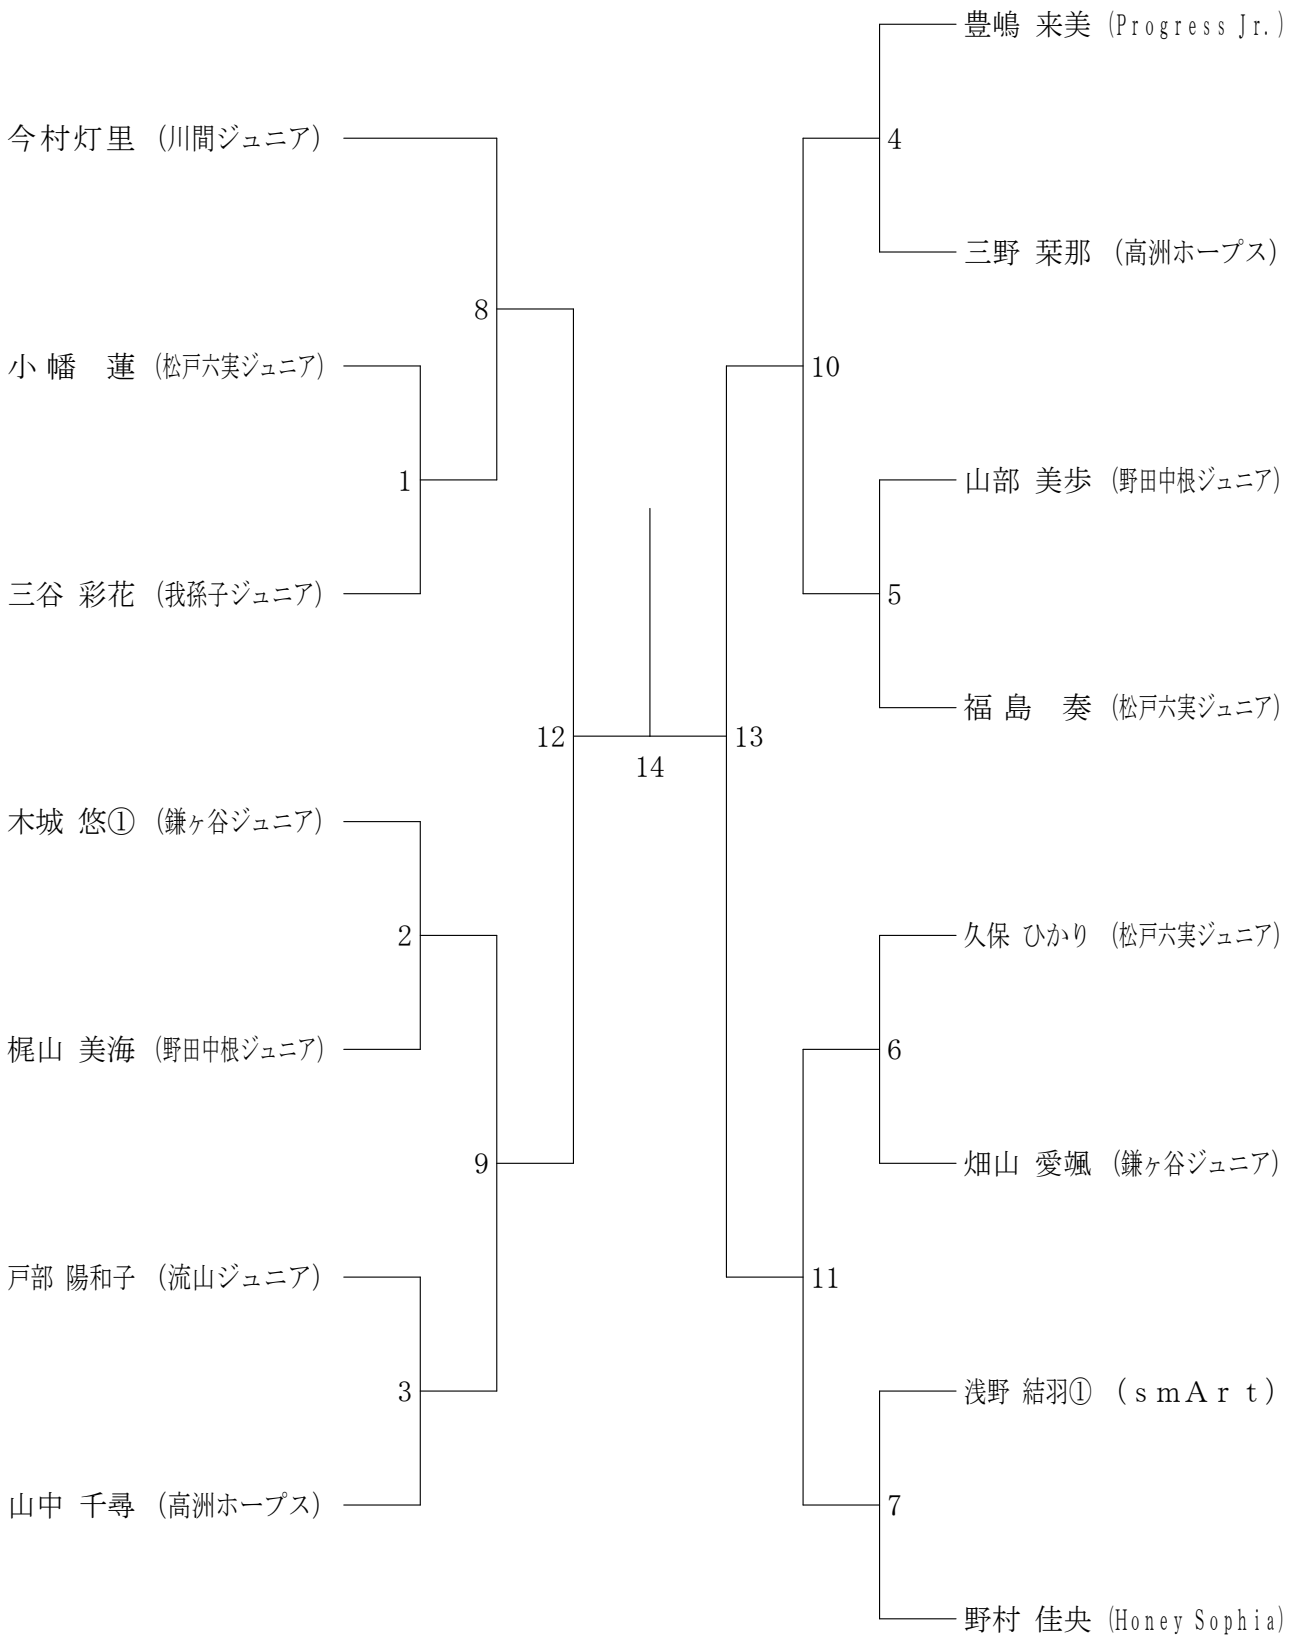 今村灯里 (川間ジュニア)
8
小幡 蓮 (松戸六実ジュニア)
1
三谷 彩花 (我孫子ジュニア)
12
木城 悠① (鎌ヶ谷ジュニア)
2
梶山 美海 (野田中根ジュニア)
9
戸部 陽和子 (流山ジュニア)
3
山中 千尋 (高洲ホープス)
14
豊嶋 来美 (Progress Jr.)
4
三野 栞那 (高洲ホープス)
10
山部 美歩 (野田中根ジュニア)
5
福島 奏 (松戸六実ジュニア)
13
久保 ひかり (松戸六実ジュニア)
6
畑山 愛颯 (鎌ヶ谷ジュニア)
11
浅野 結羽① (smArt)
7
野村 佳央 (Honey Sophia)